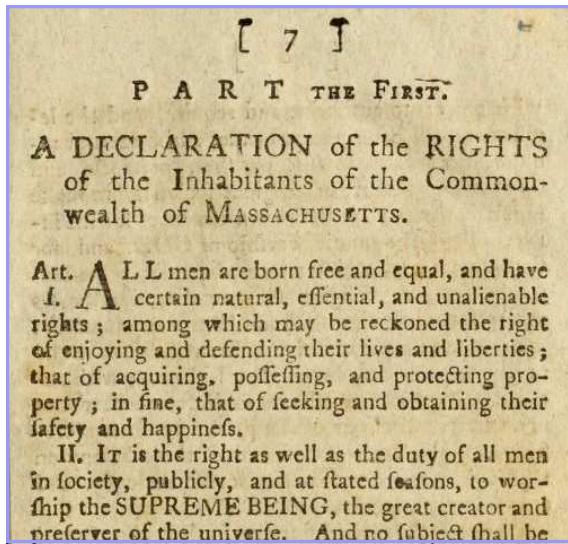 [ 7 ]
P A R T THE FIRST.
A DECLARATION of the RIGHTS
of the Inhabitants of the Common-
wealth of MASSACHUSETTS.
Art. ALL men are born free and equal, and have
I. certain natural, eſſential, and unalienable
rights ; among which may be reckoned the right
of enjoying and defending their lives and liberties ;
that of acquiring, poſſeſſing, and protecting pro-
perty ; in fine, that of ſeeking and obtaining their
ſafety and happineſs.
II. IT is the right as well as the duty of all men
in ſociety, publicly, and at ſtated ſeaſons, to wor-
ſhip the SUPREME BEING, the great creator and
preſerver of the univerſe. And no ſubject ſhall be